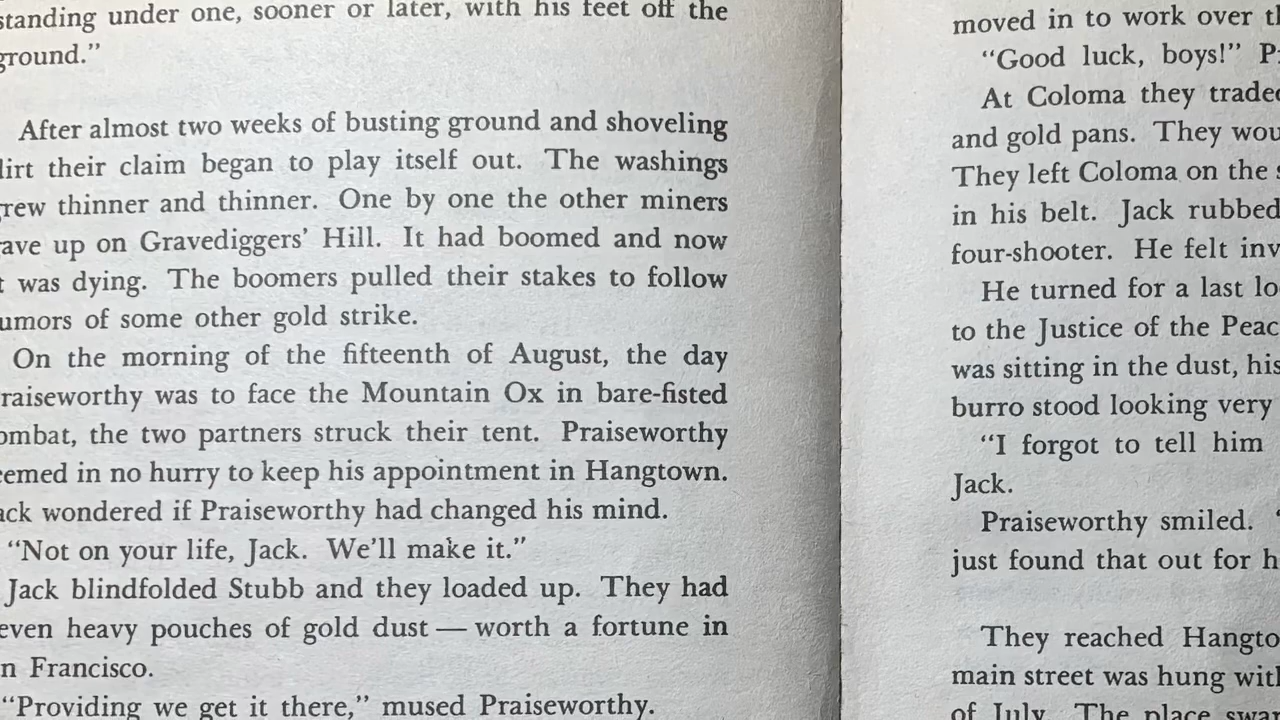 standing under one, sooner or later, with his feet off the
ground."
After almost two weeks of busting ground and shoveling
dirt their claim began to play itself out. The washings
grew thinner and thinner. One by one the other miners
gave up on Gravediggers' Hill. It had boomed and now
it was dying. The boomers pulled their stakes to follow
rumors of some other gold strike.
On the morning of the fifteenth of August, the day
Praiseworthy was to face the Mountain Ox in bare-fisted
combat, the two partners struck their tent. Praiseworthy
seemed in no hurry to keep his appointment in Hangtown.
Jack wondered if Praiseworthy had changed his mind.
"Not on your life, Jack. We'll make it."
Jack blindfolded Stubb and they loaded up. They had
even heavy pouches of gold dust — worth a fortune in
n Francisco.
"Providing we get it there," mused Praiseworthy.
moved in to work over
"Good luck, boys!"
At Coloma they traded
and gold pans. They
They left Coloma on the
in his belt. Jack rubbed
four-shooter. He felt
He turned for a last
to the Justice of the
was sitting in the dust, his
burro stood looking very
"I forgot to tell him
Jack.
Praiseworthy smiled.
just found that out for
They reached
main street was hung
of July. The place